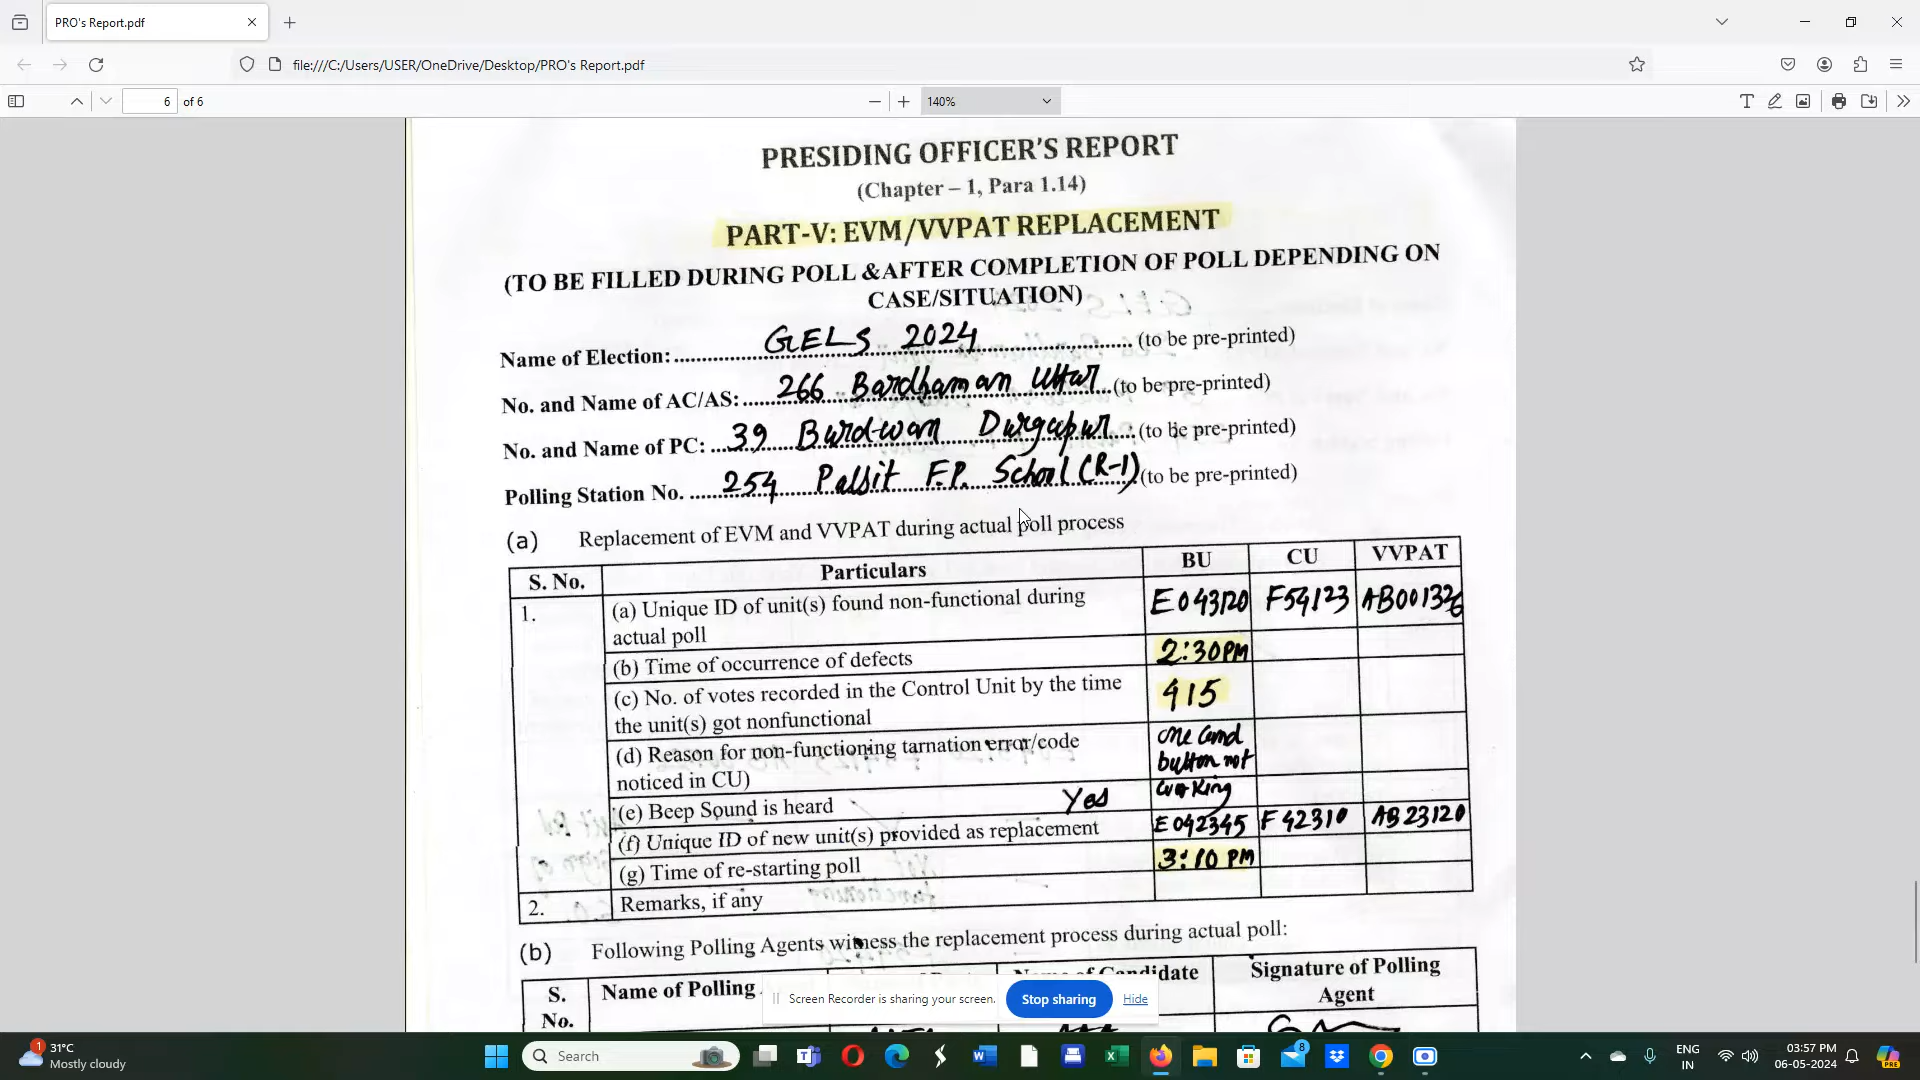 PRO's Report.pdf
file:///C:/Users/USER/OneDrive/Desktop/PRO's Report.pdf
6 of 6
140%
PRESIDING OFFICER'S REPORT
(Chapter – 1, Para 1.14)
PART-V: EVM/VVPAT REPLACEMENT
(TO BE FILLED DURING POLL &AFTER COMPLETION OF POLL DEPENDING ON
CASE/SITUATION)
Name of Election: GELS 2024 (to be pre-printed)
No. and Name of AC/AS: 266 Bardhaman Uttar (to be pre-printed)
No. and Name of PC: 39 Burdwan Durgapur (to be pre-printed)
Polling Station No. 254 Palsit F.P. School (R-1) (to be pre-printed)
(a) Replacement of EVM and VVPAT during actual poll process
S. No. Particulars BU CU VVPAT
1. (a) Unique ID of unit(s) found non-functional during E043120 F54123 AB001326
actual poll
(b) Time of occurrence of defects 2:30PM
(c) No. of votes recorded in the Control Unit by the time 415
the unit(s) got nonfunctional
(d) Reason for non-functioning tarnation error/code one Cand
noticed in CU) button not
working
(e) Beep Sound is heard Yes
(f) Unique ID of new unit(s) provided as replacement E042345 F42310 AB23120
(g) Time of re-starting poll 3:10 PM
2. Remarks, if any
(b) Following Polling Agents witness the replacement process during actual poll:
S. Name of Polling Candidate Signature of Polling
No. Agent
Screen Recorder is sharing your screen. Stop sharing Hide
1 31°C
Mostly cloudy
Search
8
ENG
IN
03:57 PM
06-05-2024
PRE